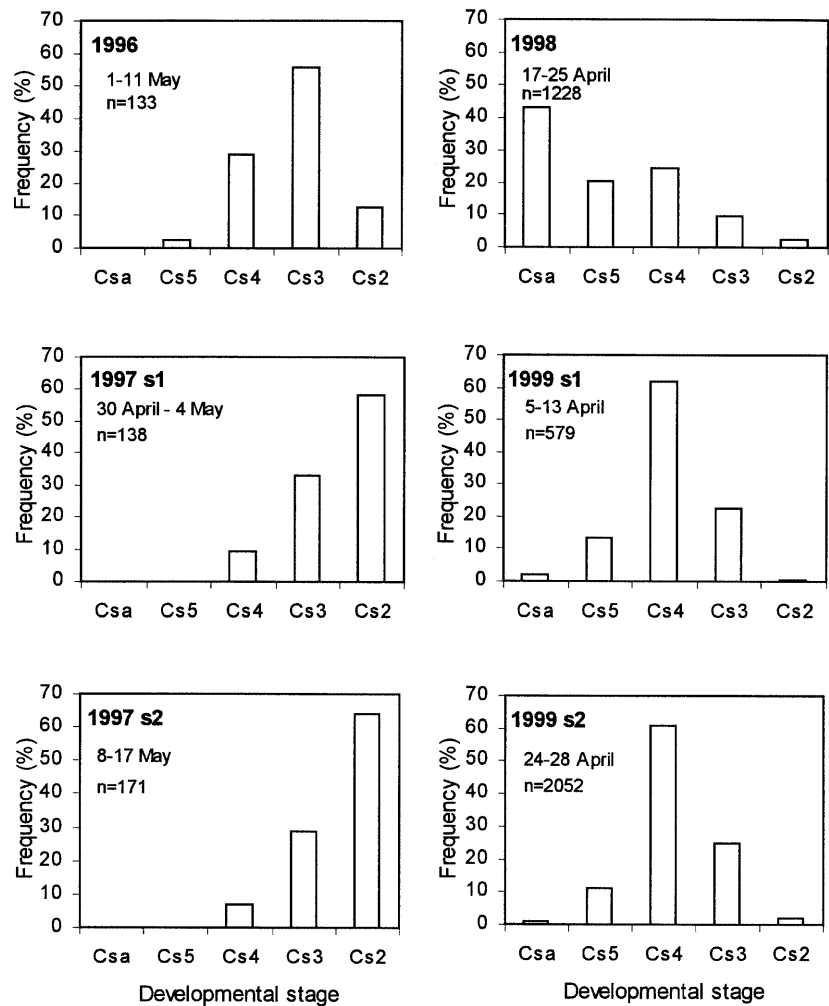 1996
1-11 May
n=133
Frequency (%)
70
60
50
40
30
20
10
0
Csa Cs5 Cs4 Cs3 Cs2
1998
17-25 April
n=1228
Frequency (%)
70
60
50
40
30
20
10
0
Csa Cs5 Cs4 Cs3 Cs2
1997 s1
30 April - 4 May
n=138
Frequency (%)
70
60
50
40
30
20
10
0
Csa Cs5 Cs4 Cs3 Cs2
1999 s1
5-13 April
n=579
Frequency (%)
70
60
50
40
30
20
10
0
Csa Cs5 Cs4 Cs3 Cs2
1997 s2
8-17 May
n=171
Frequency (%)
70
60
50
40
30
20
10
0
Csa Cs5 Cs4 Cs3 Cs2
Developmental stage
1999 s2
24-28 April
n=2052
Frequency (%)
70
60
50
40
30
20
10
0
Csa Cs5 Cs4 Cs3 Cs2
Developmental stage